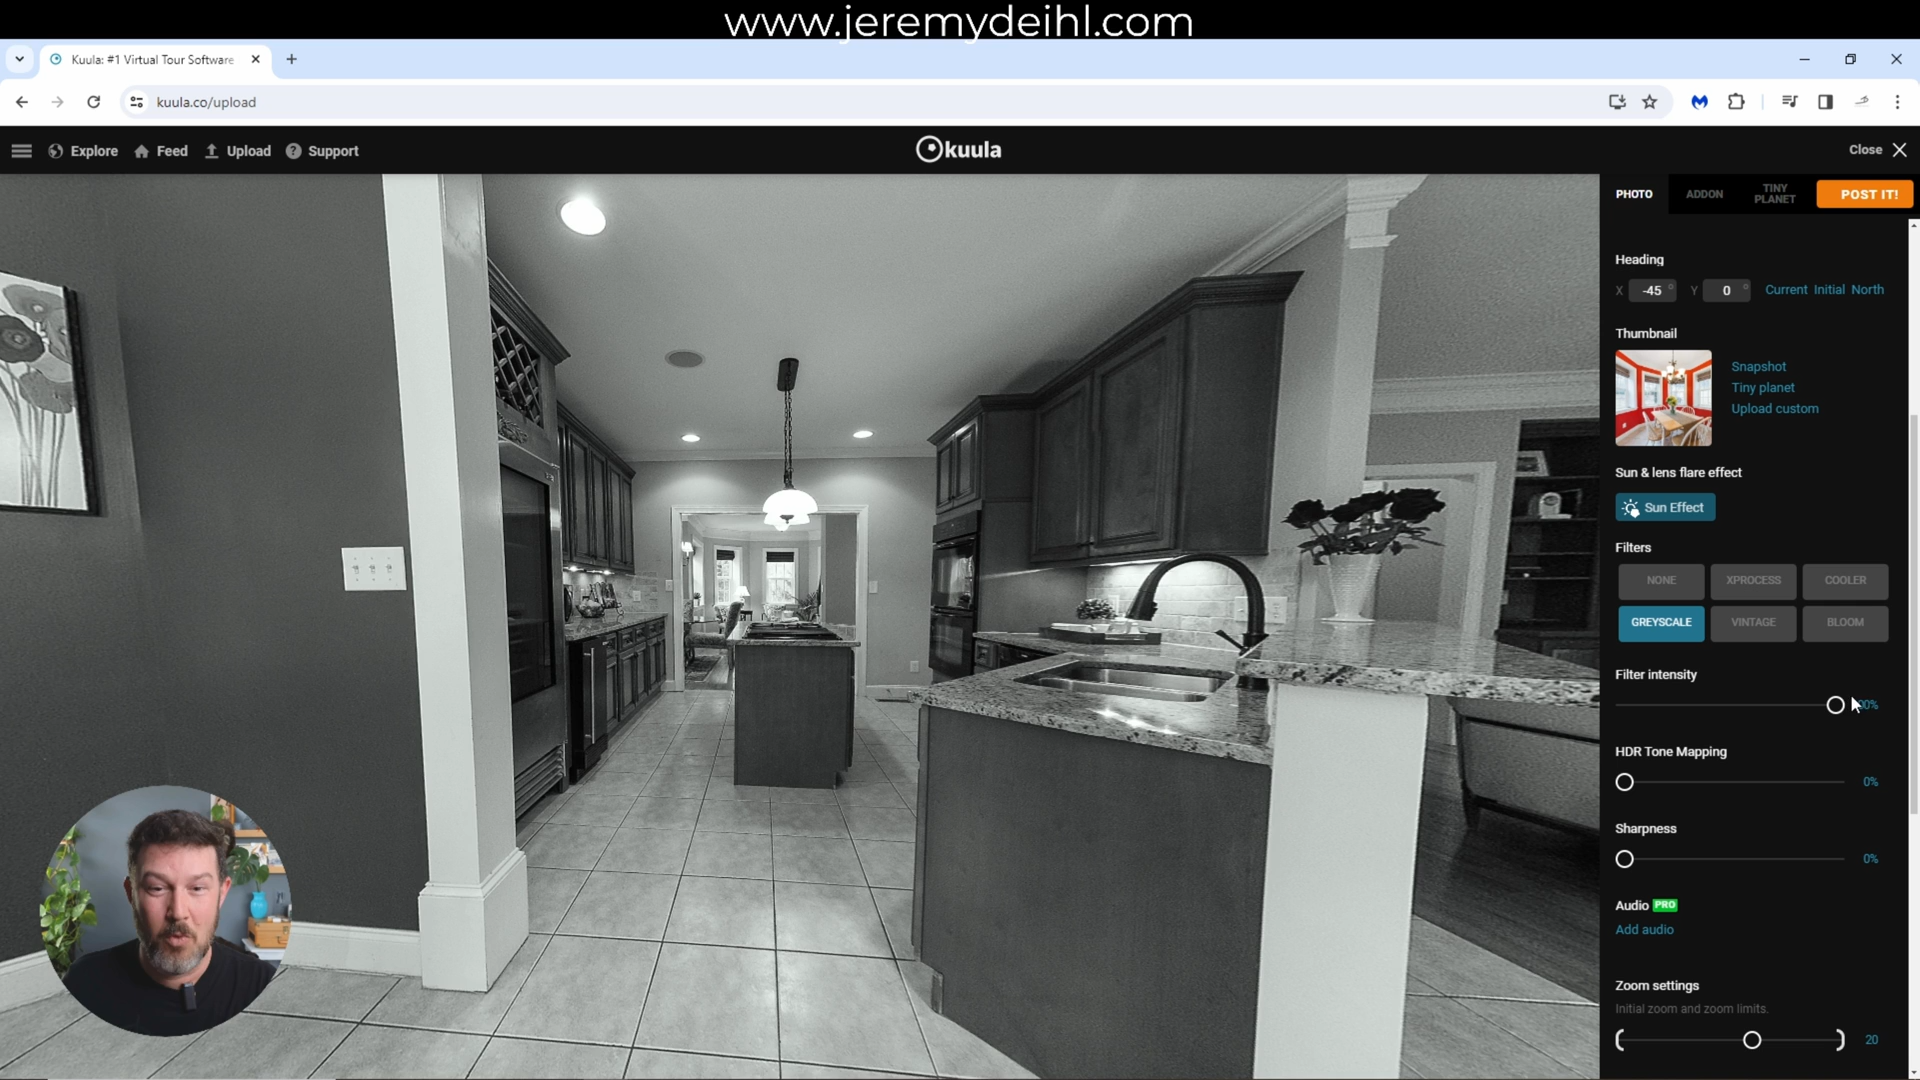 www.jeremydeihl.com
Kuula: #1 Virtual Tour Software
kuula.co/upload
Explore Feed Upload Support
kuula
Close
PHOTO ADDON TINY PLANET POST IT!
Heading
X -45 ° Y 0 ° Current Initial North
Thumbnail
Snapshot
Tiny planet
Upload custom
Sun & lens flare effect
Sun Effect
Filters
NONE XPROCESS COOLER
GREYSCALE VINTAGE BLOOM
Filter intensity
HDR Tone Mapping
0%
Sharpness
0%
Audio PRO
Add audio
Zoom settings
Initial zoom and zoom limits.
20